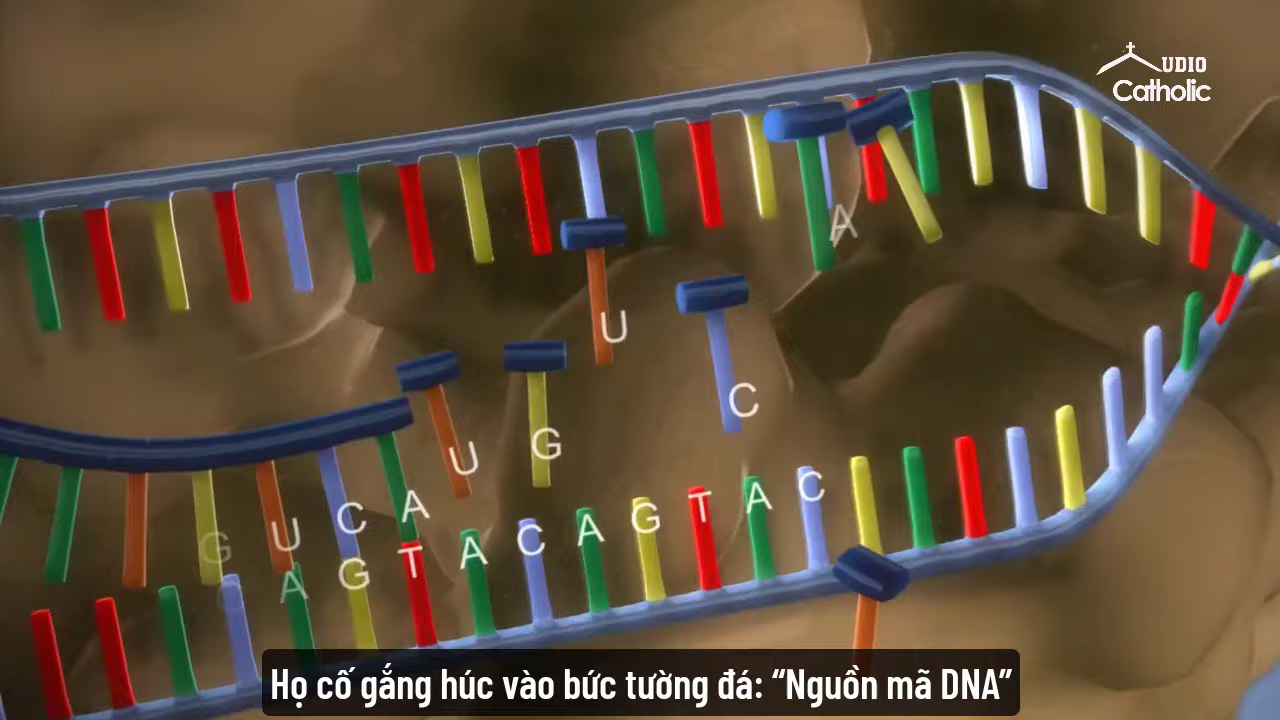 UDIO
Catholic
A
U
C
U
G
G U C A
A G T A C A G T A C
Họ cố gắng húc vào bức tường đá: “Nguồn mã DNA”